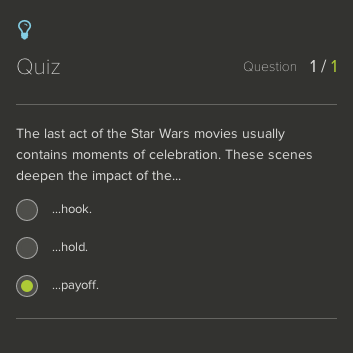 Quiz
Question 1 / 1
The last act of the Star Wars movies usually
contains moments of celebration. These scenes
deepen the impact of the...
...hook.
...hold.
...payoff.